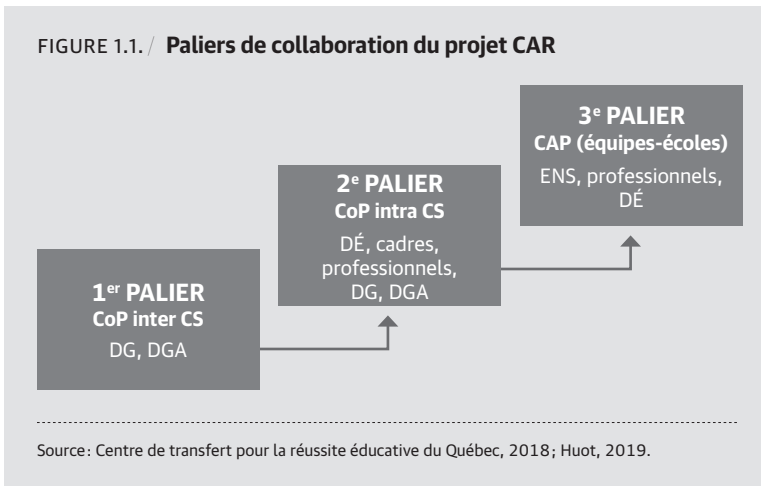 FIGURE 1.1. / Paliers de collaboration du projet CAR
1er PALIER
CoP inter CS
DG, DGA
2e PALIER
CoP intra CS
DÉ, cadres,
professionnels,
DG, DGA
3e PALIER
CAP (équipes-écoles)
ENS, professionnels,
DÉ
Source: Centre de transfert pour la réussite éducative du Québec, 2018; Huot, 2019.